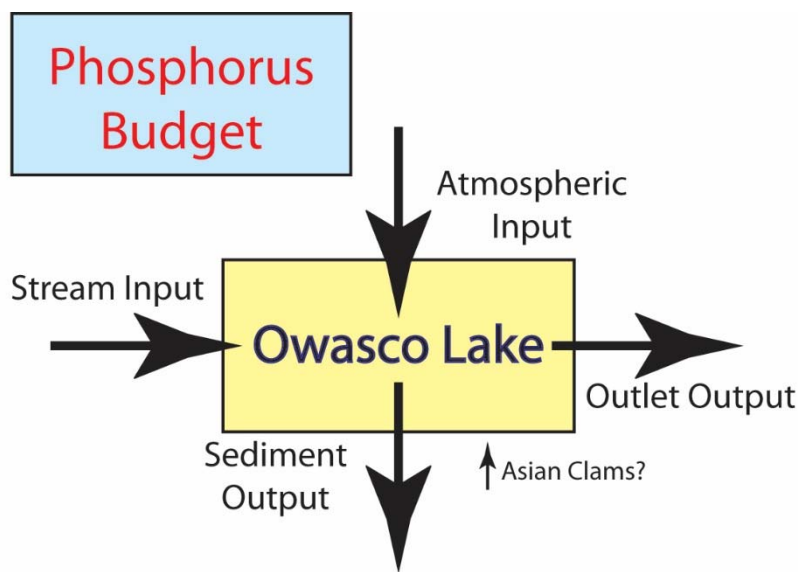 Phosphorus
Budget
Atmospheric
Input
Stream Input
Owasco Lake
Outlet Output
Sediment
Output
Asian Clams?